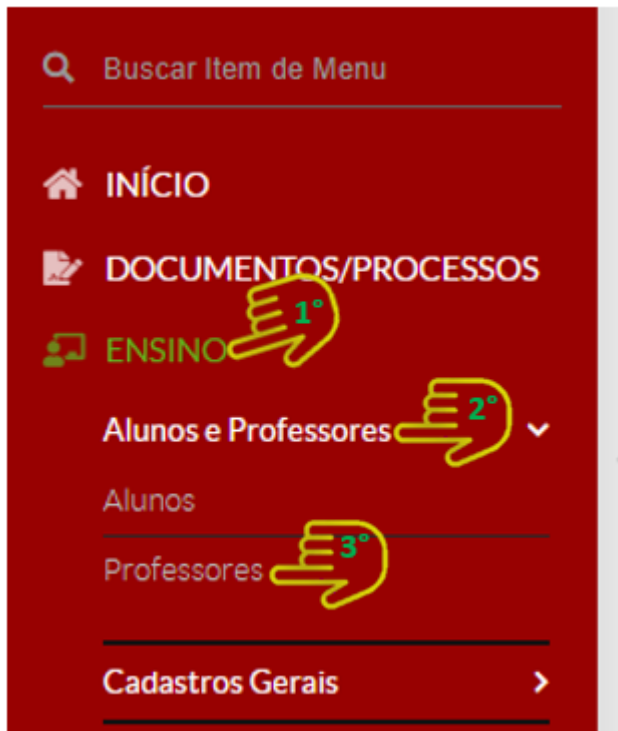 Buscar Item de Menu
INÍCIO
DOCUMENTOS/PROCESSOS
1°
ENSINO
2°
Alunos e Professores
Alunos
3°
Professores
Cadastros Gerais